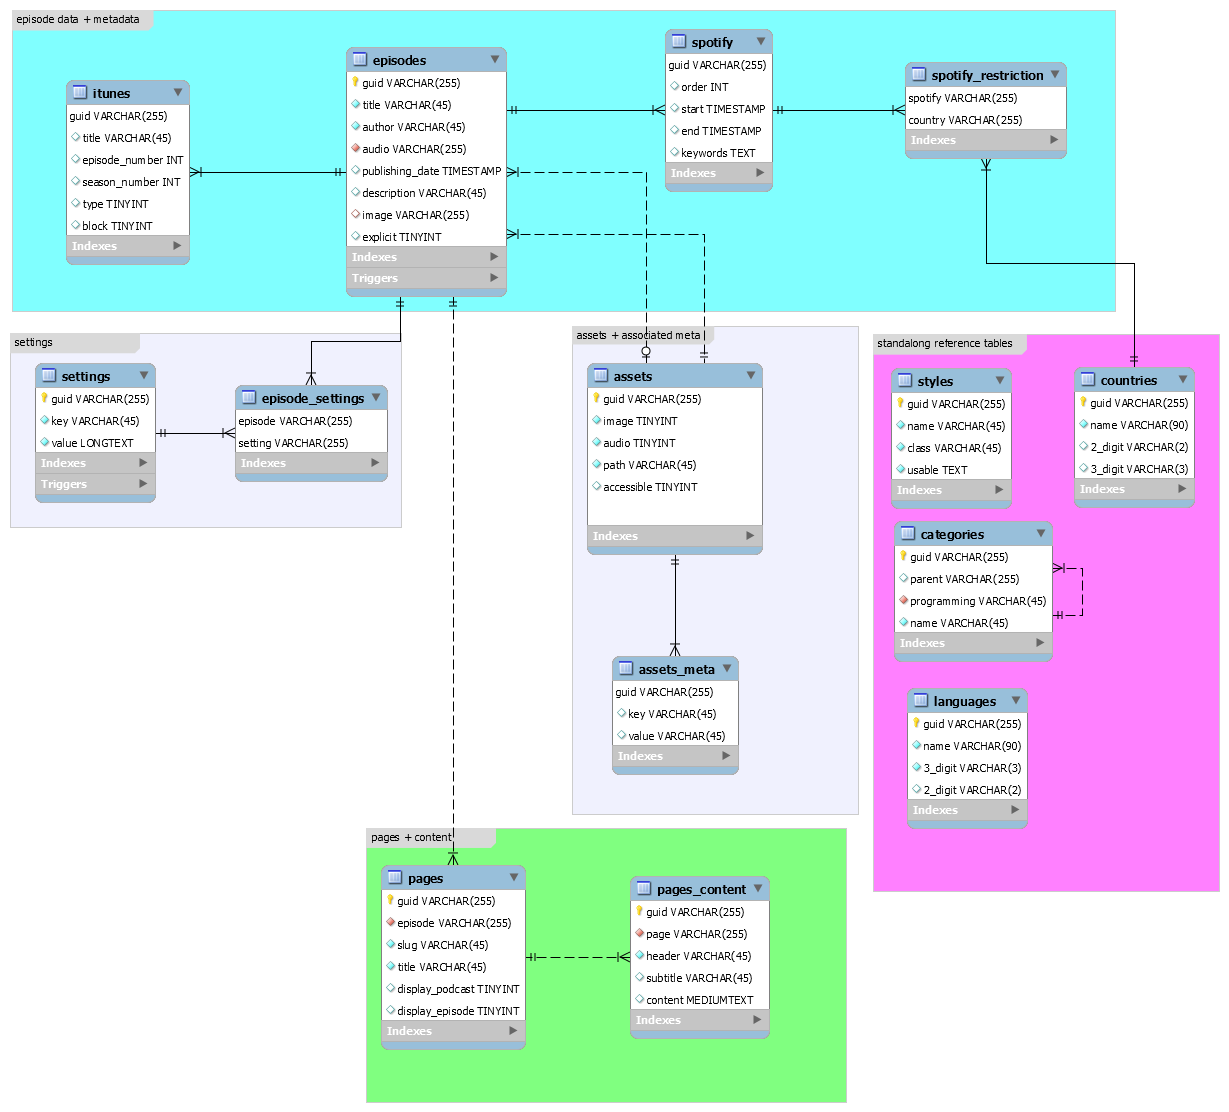 episode data + metadata
itunes
guid VARCHAR(255)
title VARCHAR(45)
episode_number INT
season_number INT
type TINYINT
block TINYINT
Indexes
episodes
guid VARCHAR(255)
title VARCHAR(45)
author VARCHAR(45)
audio VARCHAR(255)
publishing_date TIMESTAMP
description VARCHAR(45)
image VARCHAR(255)
explicit TINYINT
Indexes
Triggers
spotify
guid VARCHAR(255)
order INT
start TIMESTAMP
end TIMESTAMP
keywords TEXT
Indexes
spotify_restriction
spotify VARCHAR(255)
country VARCHAR(255)
Indexes
settings
settings
guid VARCHAR(255)
key VARCHAR(45)
value LONGTEXT
Indexes
Triggers
episode_settings
episode VARCHAR(255)
setting VARCHAR(255)
Indexes
assets + associated meta
assets
guid VARCHAR(255)
image TINYINT
audio TINYINT
path VARCHAR(45)
accessible TINYINT
Indexes
assets_meta
guid VARCHAR(255)
key VARCHAR(45)
value VARCHAR(45)
Indexes
standalong reference tables
styles
guid VARCHAR(255)
name VARCHAR(45)
class VARCHAR(45)
usable TEXT
Indexes
countries
guid VARCHAR(255)
name VARCHAR(90)
2_digit VARCHAR(2)
3_digit VARCHAR(3)
Indexes
categories
guid VARCHAR(255)
parent VARCHAR(255)
programming VARCHAR(45)
name VARCHAR(45)
Indexes
languages
guid VARCHAR(255)
name VARCHAR(90)
3_digit VARCHAR(3)
2_digit VARCHAR(2)
Indexes
pages + content
pages
guid VARCHAR(255)
episode VARCHAR(255)
slug VARCHAR(45)
title VARCHAR(45)
display_podcast TINYINT
display_episode TINYINT
Indexes
pages_content
guid VARCHAR(255)
page VARCHAR(255)
header VARCHAR(45)
subtitle VARCHAR(45)
content MEDIUMTEXT
Indexes